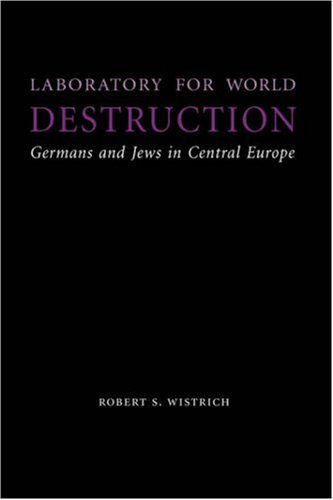 LABORATORY FOR WORLD
DESTRUCTION
Germans and Jews in Central Europe
ROBERT S. WISTRICH